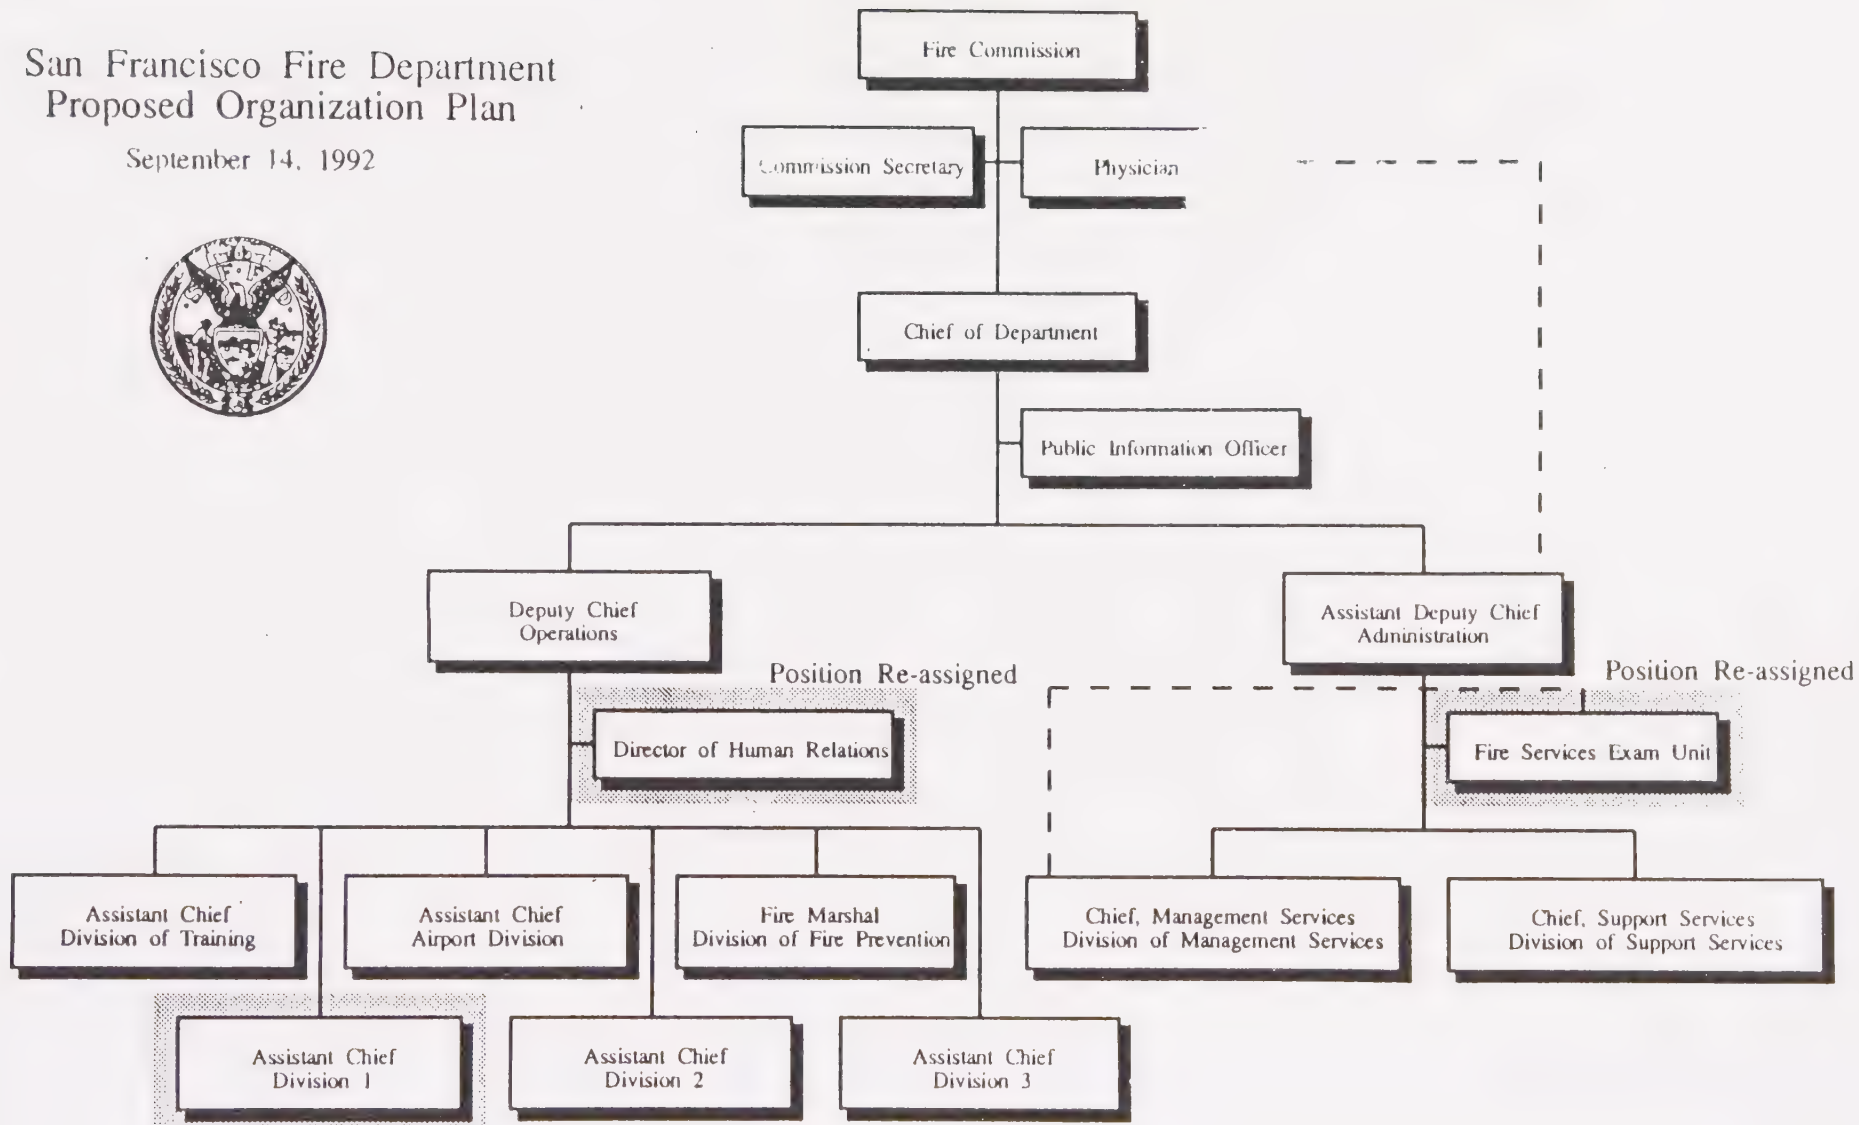 San Francisco Fire Department
Proposed Organization Plan
September 14, 1992
Fire Commission
Commission Secretary
Physician
Chief of Department
Public Information Officer
Deputy Chief
Operations
Assistant Deputy Chief
Administration
Position Re-assigned
Position Re-assigned
Director of Human Relations
Fire Services Exam Unit
Assistant Chief
Division of Training
Assistant Chief
Airport Division
Fire Marshal
Division of Fire Prevention
Chief, Management Services
Division of Management Services
Chief, Support Services
Division of Support Services
Assistant Chief
Division 1
Assistant Chief
Division 2
Assistant Chief
Division 3